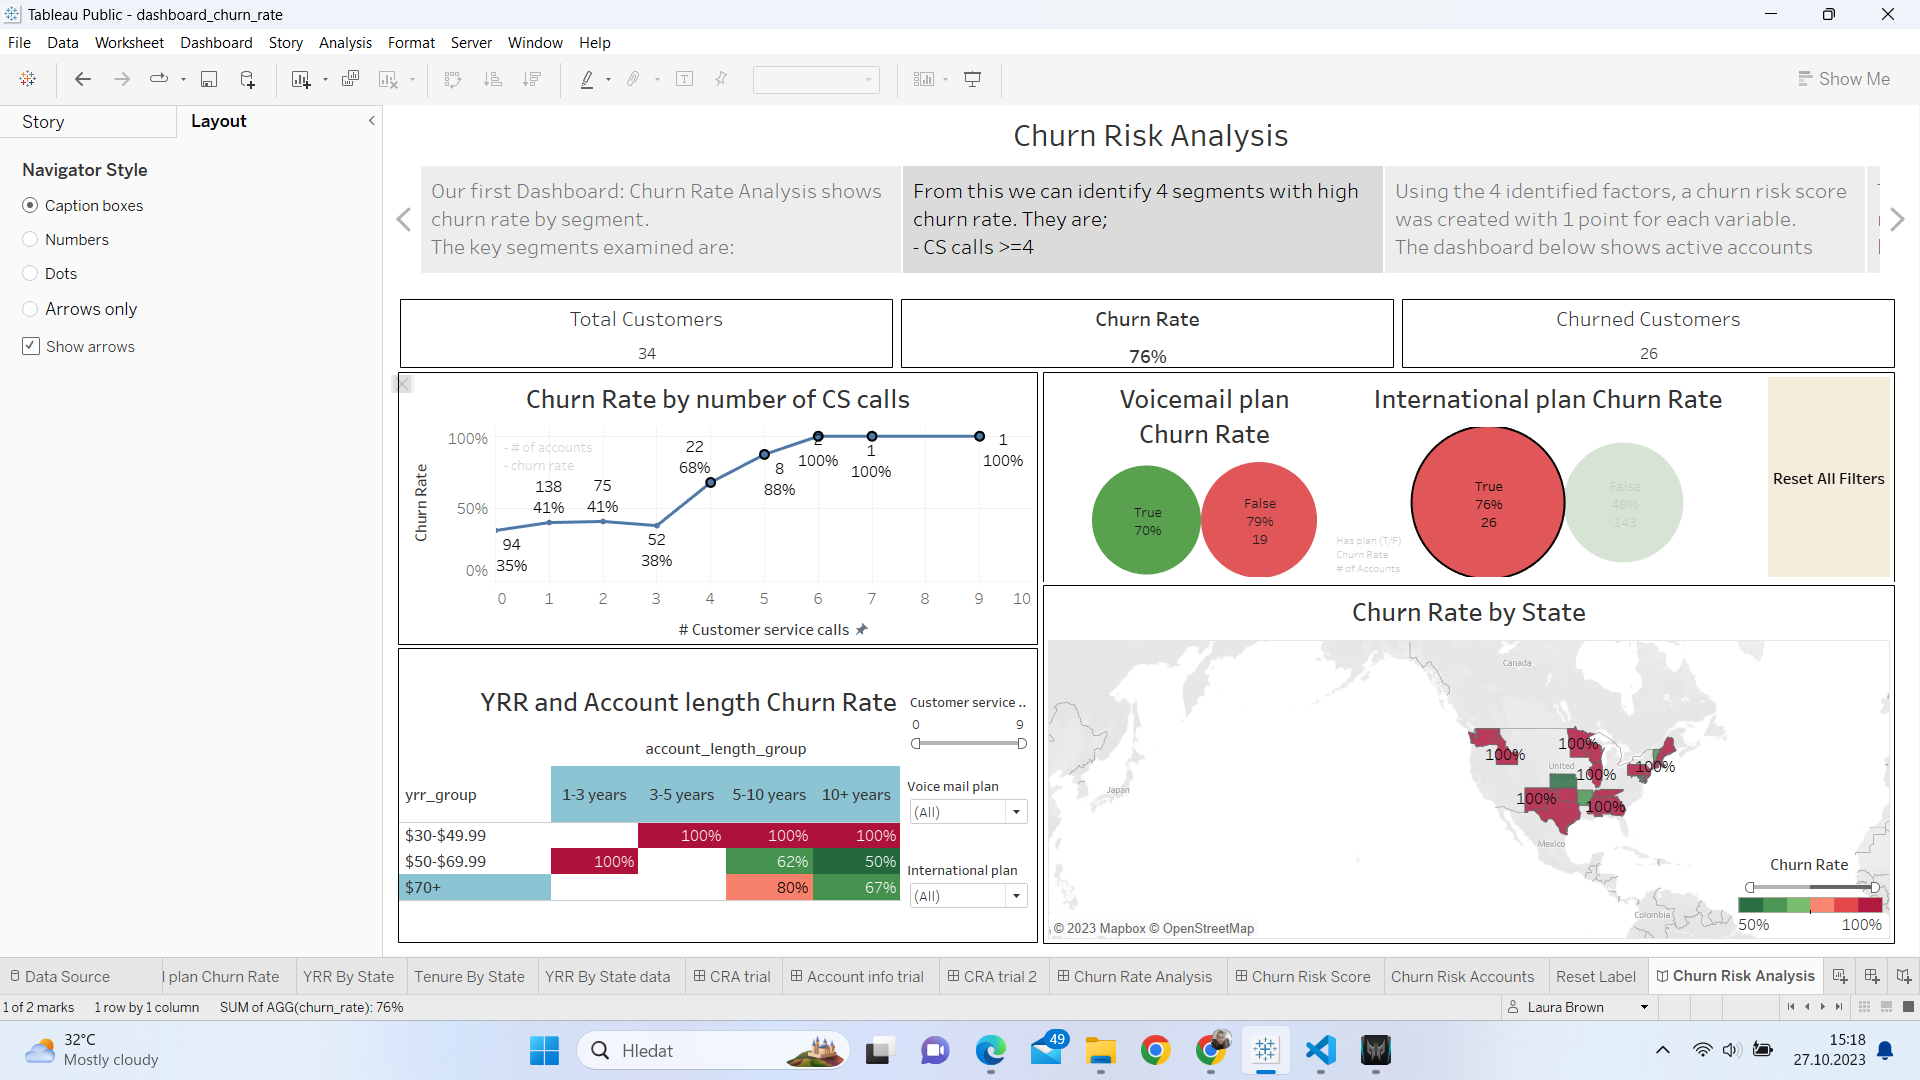 Tableau Public - dashboard_churn_rate
File Data Worksheet Dashboard Story Analysis Format Server Window Help
Show Me
Story Layout
Navigator Style
Caption boxes
Numbers
Dots
Arrows only
Show arrows
Churn Risk Analysis
Our first Dashboard: Churn Rate Analysis shows
churn rate by segment.
The key segments examined are:
From this we can identify 4 segments with high
churn rate. They are;
- CS calls >=4
Using the 4 identified factors, a churn risk score
was created with 1 point for each variable.
The dashboard below shows active accounts
Total Customers
34
Churn Rate
76%
Churned Customers
26
Churn Rate by number of CS calls
Churn Rate
100%
50%
0%
- # of accounts
- churn rate
94
35%
138
41%
75
41%
52
38%
22
68%
8
88%
2
100%
1
100%
1
100%
0 1 2 3 4 5 6 7 8 9 10
# Customer service calls
Voicemail plan
Churn Rate
True
70%
False
79%
19
International plan Churn Rate
Has plan (T/F)
Churn Rate
# of Accounts
True
76%
26
False
48%
143
Reset All Filters
YRR and Account length Churn Rate
account_length_group
yrr_group 1-3 years 3-5 years 5-10 years 10+ years
$30-$49.99 100% 100% 100%
$50-$69.99 100% 62% 50%
$70+ 80% 67%
Customer service ..
0 9
Voice mail plan
(All)
International plan
(All)
Churn Rate by State
Canada
United
Japan
Mexico
Colombia
100%
100%
100%
100%
100%
100%
Churn Rate
50% 100%
© 2023 Mapbox © OpenStreetMap
Data Source l plan Churn Rate YRR By State Tenure By State YRR By State data CRA trial Account info trial CRA trial 2 Churn Rate Analysis Churn Risk Score Churn Risk Accounts Reset Label Churn Risk Analysis
1 of 2 marks 1 row by 1 column SUM of AGG(churn_rate): 76% Laura Brown
32°C
Mostly cloudy
Hledat
49
15:18
27.10.2023